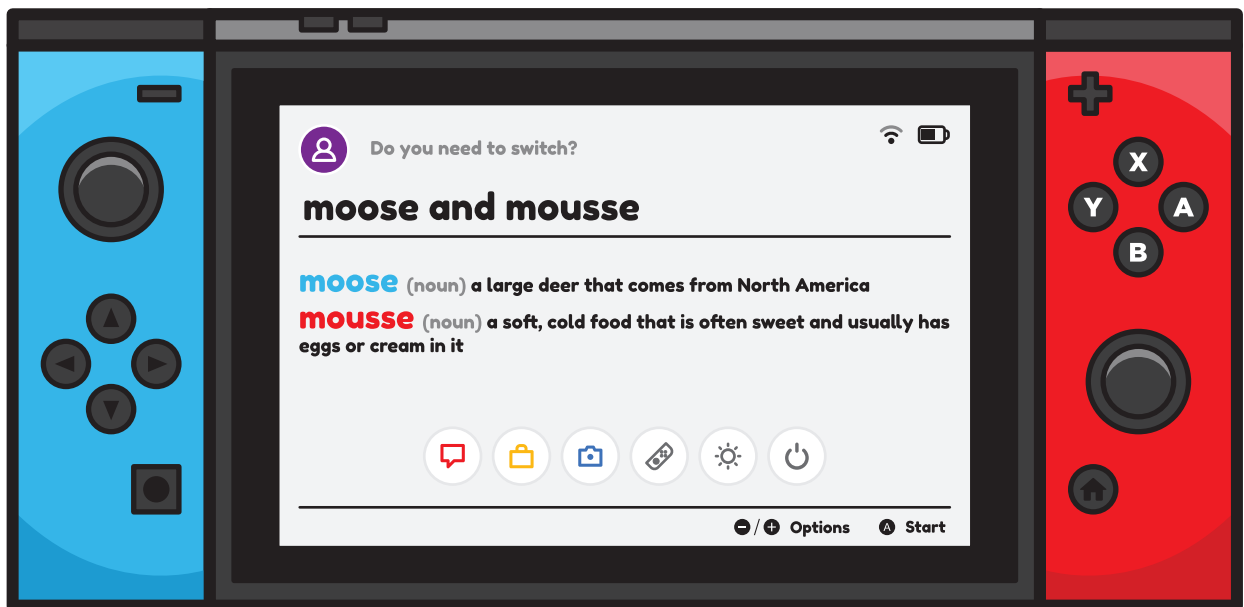 Do you need to switch?
moose and mousse
X
Y
A
B
moose (noun) a large deer that comes from North America
mousse (noun) a soft, cold food that is often sweet and usually has
eggs or cream in it
Options A Start